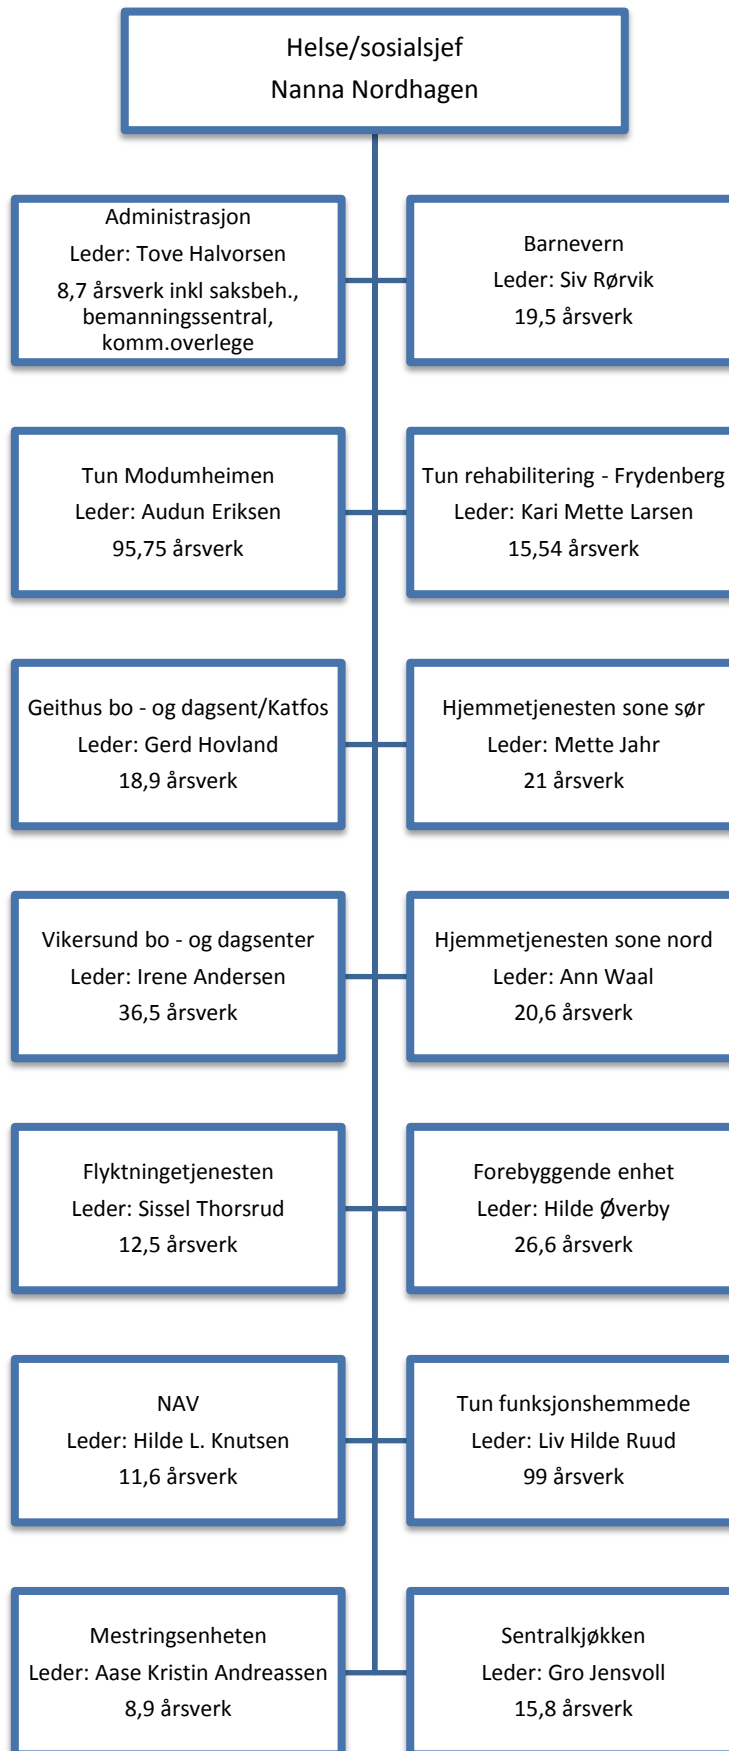 Helse/sosialsjef
Nanna Nordhagen
Administrasjon
Leder: Tove Halvorsen
8,7 årsverk inkl saksbeh.,
bemanningssentral,
komm.overlege
Barnevern
Leder: Siv Rørvik
19,5 årsverk
Tun Modumheimen
Leder: Audun Eriksen
95,75 årsverk
Tun rehabilitering - Frydenberg
Leder: Kari Mette Larsen
15,54 årsverk
Geithus bo - og dagsent/Katfos
Leder: Gerd Hovland
18,9 årsverk
Hjemmetjenesten sone sør
Leder: Mette Jahr
21 årsverk
Vikersund bo - og dagsenter
Leder: Irene Andersen
36,5 årsverk
Hjemmetjenesten sone nord
Leder: Ann Waal
20,6 årsverk
Flyktningetjenesten
Leder: Sissel Thorsrud
12,5 årsverk
Forebyggende enhet
Leder: Hilde Øverby
26,6 årsverk
NAV
Leder: Hilde L. Knutsen
11,6 årsverk
Tun funksjonshemmede
Leder: Liv Hilde Ruud
99 årsverk
Mestringsenheten
Leder: Aase Kristin Andreassen
8,9 årsverk
Sentralkjøkken
Leder: Gro Jensvoll
15,8 årsverk